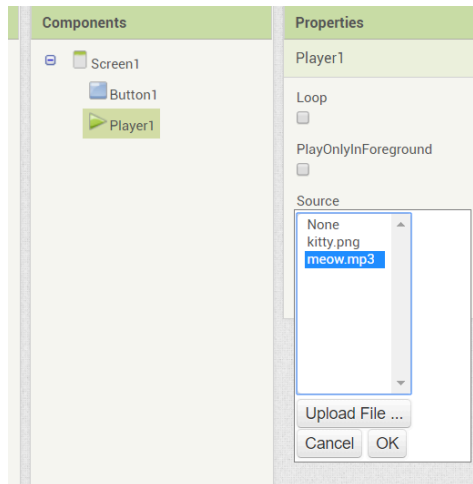 Components
Screen1
Button1
Player1
Properties
Player1
Loop
PlayOnlyInForeground
Source
None
kitty.png
meow.mp3
Upload File ...
Cancel OK